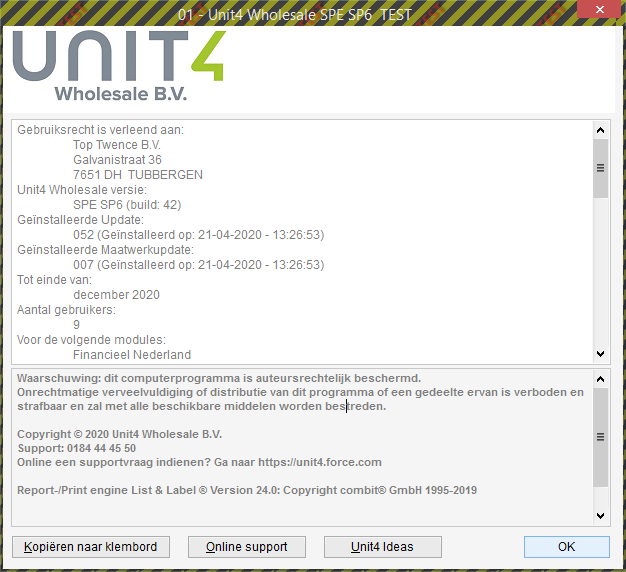 01 - Unit4 Wholesale SPE SP6 TEST
UNIT4
Wholesale B.V.
Gebruiksrecht is verleend aan:
Top Twence B.V.
Galvanistraat 36
7651 DH TUBBERGEN
Unit4 Wholesale versie:
SPE SP6 (build: 42)
Geïnstalleerde Update:
052 (Geïnstalleerd op: 21-04-2020 - 13:26:53)
Geïnstalleerde Maatwerkupdate:
007 (Geïnstalleerd op: 21-04-2020 - 13:26:53)
Tot einde van:
december 2020
Aantal gebruikers:
9
Voor de volgende modules:
Financieel Nederland
Waarschuwing: dit computerprogramma is auteursrechtelijk beschermd.
Onrechtmatige verveelvuldiging of distributie van dit programma of een gedeelte ervan is verboden en
strafbaar en zal met alle beschikbare middelen worden bestreden.
Copyright © 2020 Unit4 Wholesale B.V.
Support: 0184 44 45 50
Online een supportvraag indienen? Ga naar https://unit4.force.com
Report-/Print engine List & Label ® Version 24.0: Copyright combit® GmbH 1995-2019
Kopiëren naar klembord
Online support
Unit4 Ideas
OK